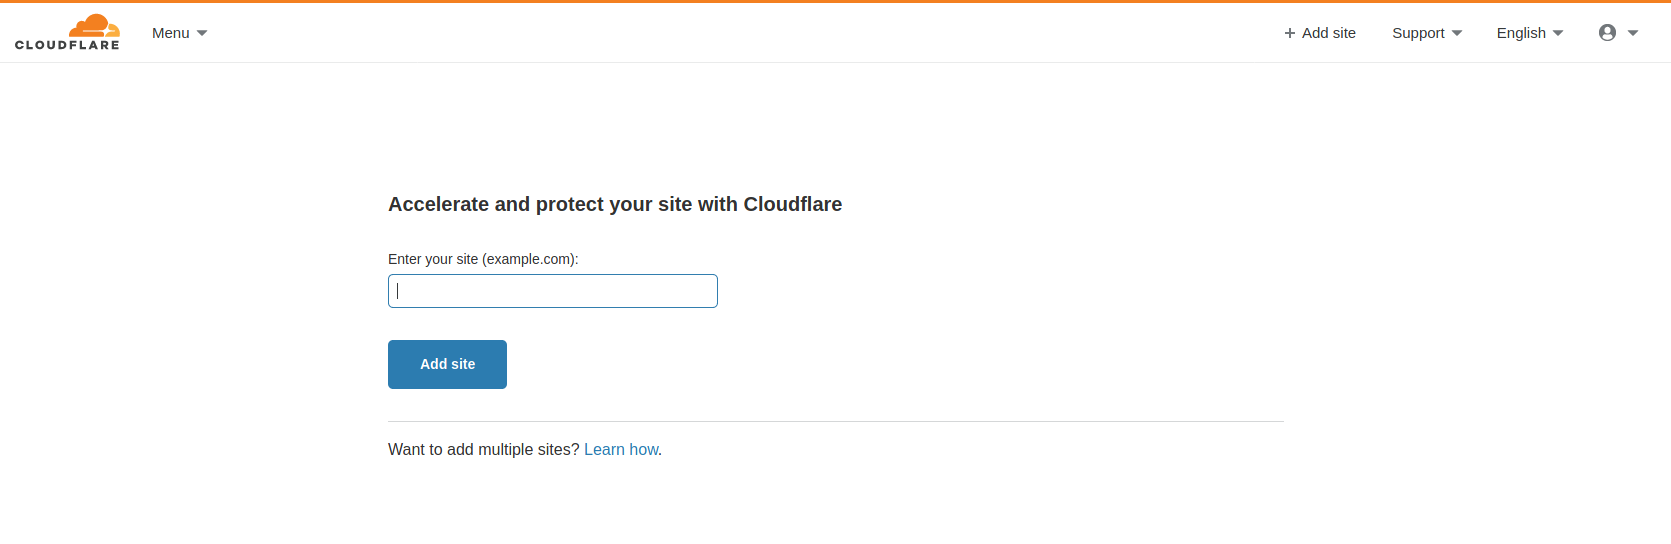 CLOUDFLARE Menu + Add site Support English
Accelerate and protect your site with Cloudflare
Enter your site (example.com):
Add site
Want to add multiple sites? Learn how.